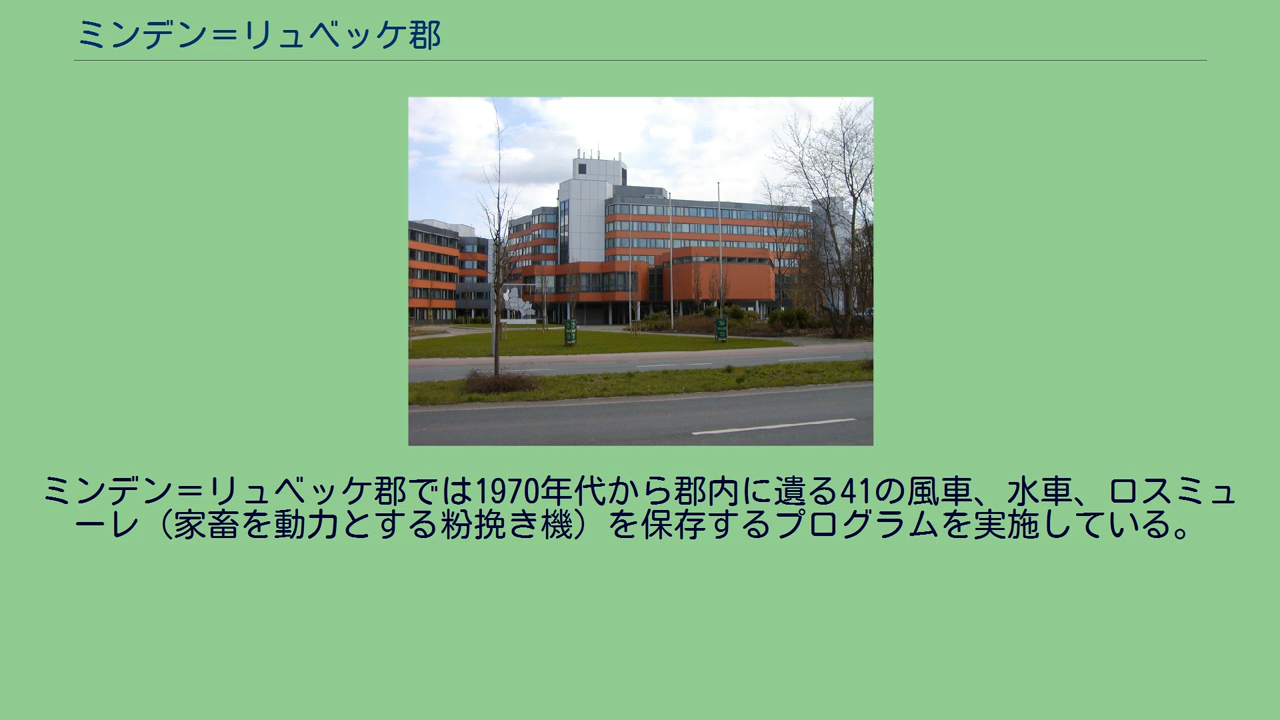 ミンデン＝リュベッケ郡
ミンデン＝リュベッケ郡では1970年代から郡内に遺る41の風車、水車、ロスミュ
ーレ（家畜を動力とする粉挽き機）を保存するプログラムを実施している。